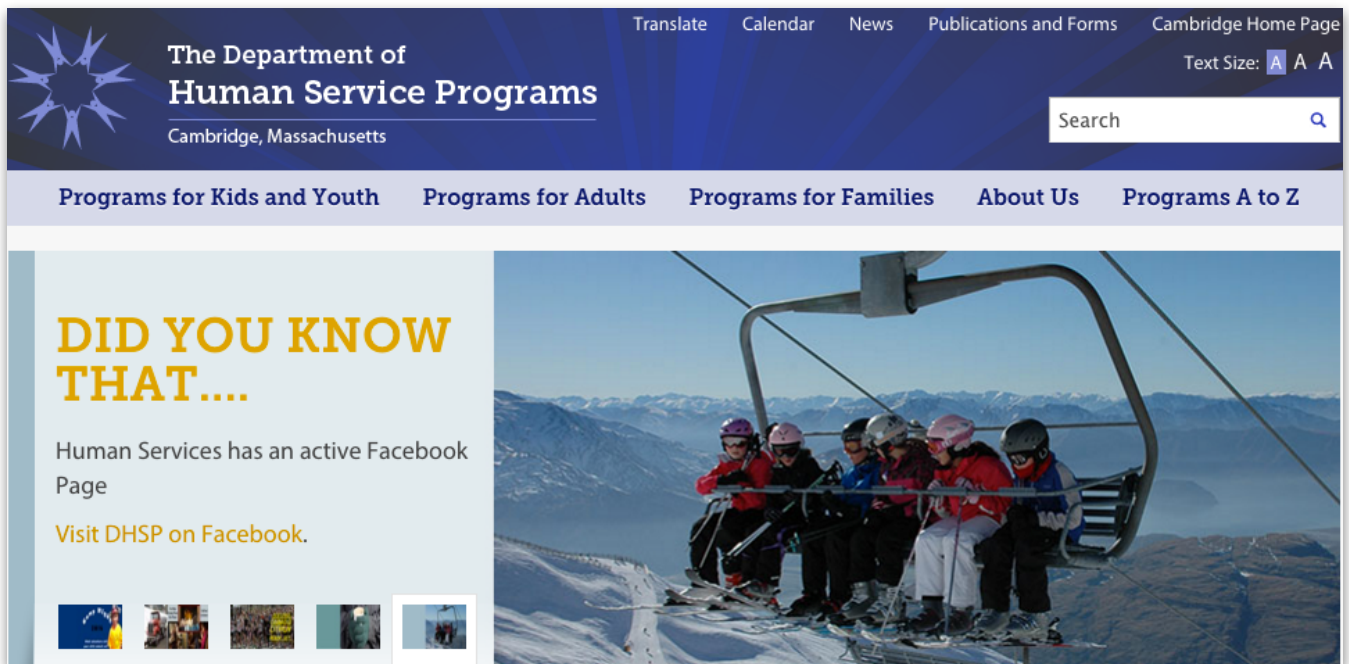 Translate Calendar News Publications and Forms Cambridge Home Page
The Department of
Human Service Programs
Cambridge, Massachusetts
Text Size: A A A
Search
Programs for Kids and Youth Programs for Adults Programs for Families About Us Programs A to Z
DID YOU KNOW
THAT....
Human Services has an active Facebook
Page
Visit DHSP on Facebook.